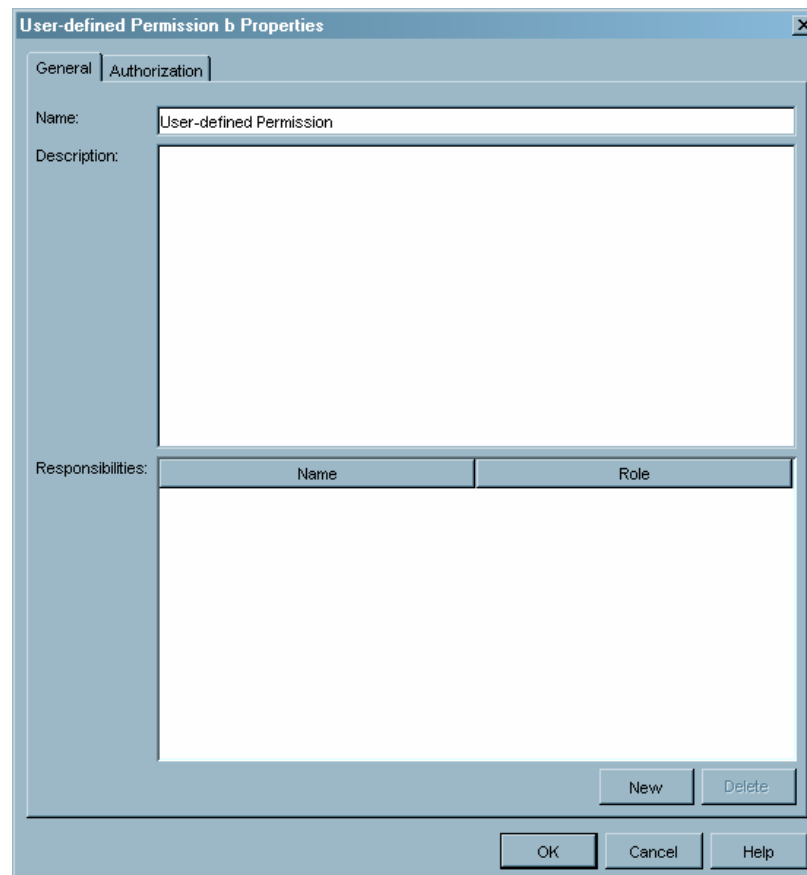 User-defined Permission b Properties
General
Authorization
Name:
User-defined Permission
Description:
Responsibilities:
Name
Role
New
Delete
OK
Cancel
Help